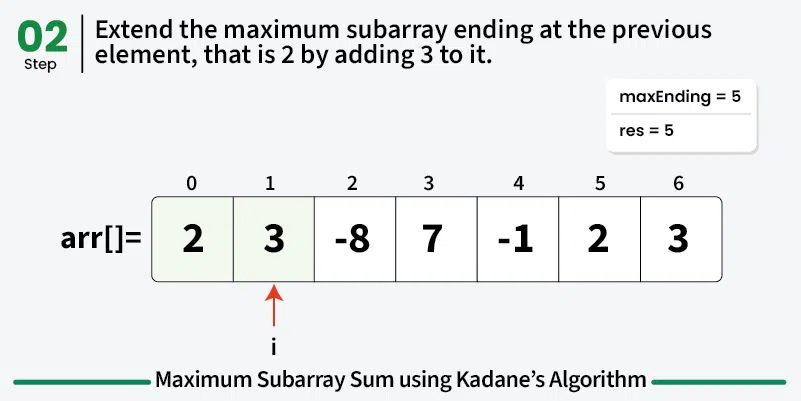 02
Step
Extend the maximum subarray ending at the previous
element, that is 2 by adding 3 to it.
maxEnding = 5
res = 5
0 1 2 3 4 5 6
arr[]= 2 3 -8 7 -1 2 3
i
Maximum Subarray Sum using Kadane’s Algorithm